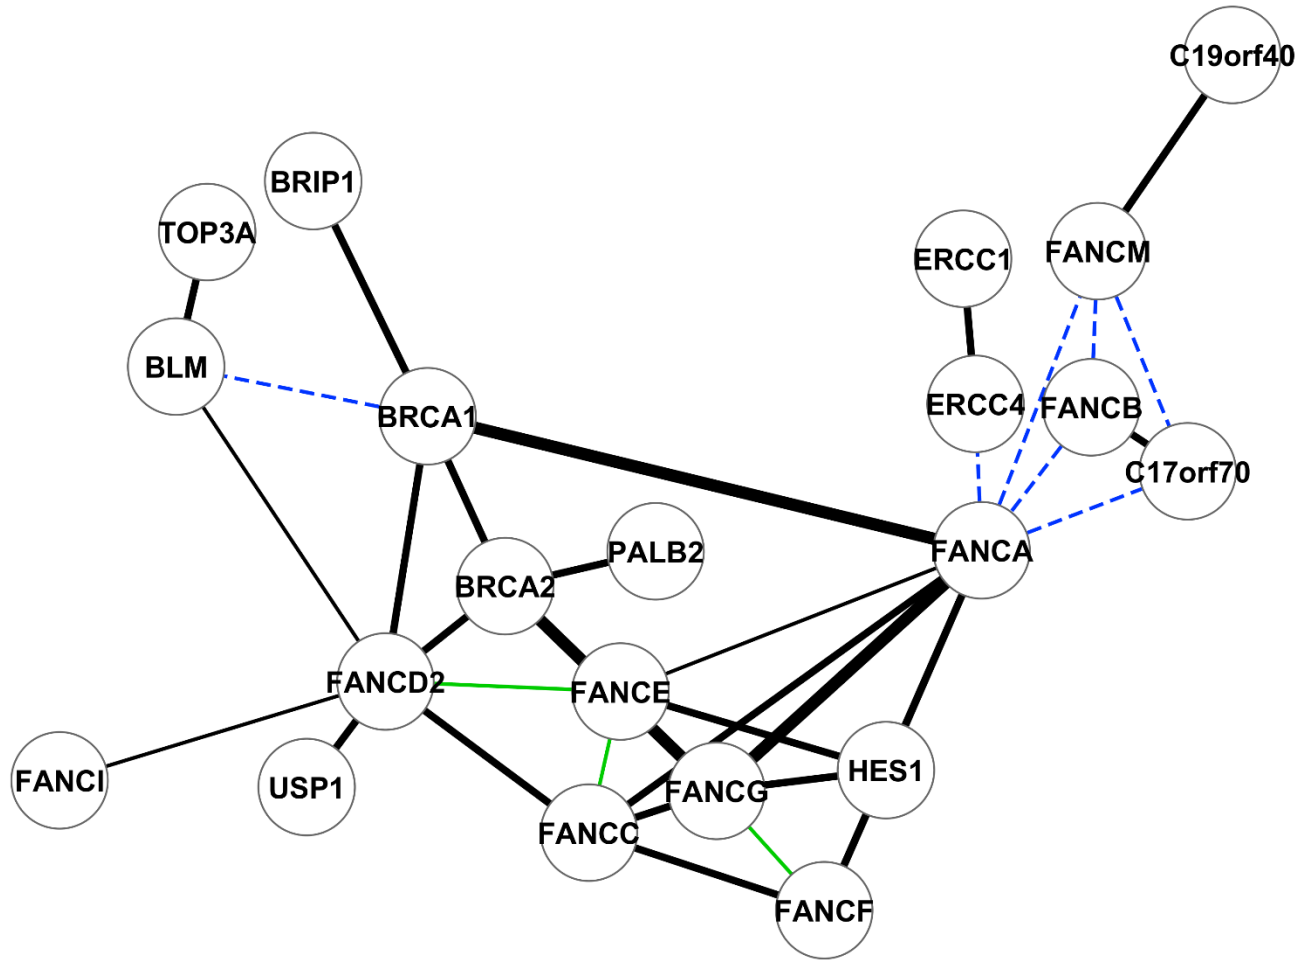 C19orf40
BRIP1
TOP3A
FANCM
ERCC1
BLM
ERCC4
FANCB
BRCA1
C17orf70
PALB2
FANCA
BRCA2
FANCD2
FANCE
HES1
FANCI
USP1
FANCG
FANCC
FANCF